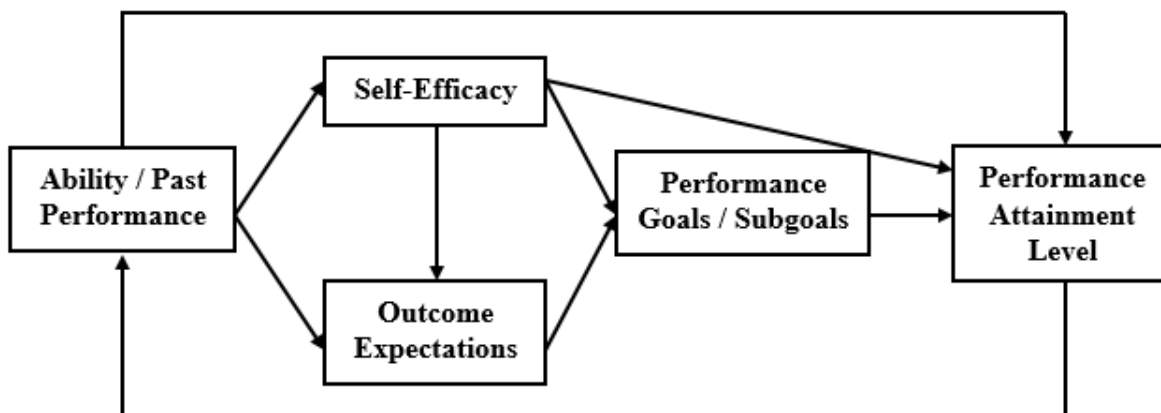 Self-Efficacy
Ability / Past
Performance
Outcome
Expectations
Performance
Goals / Subgoals
Performance
Attainment
Level